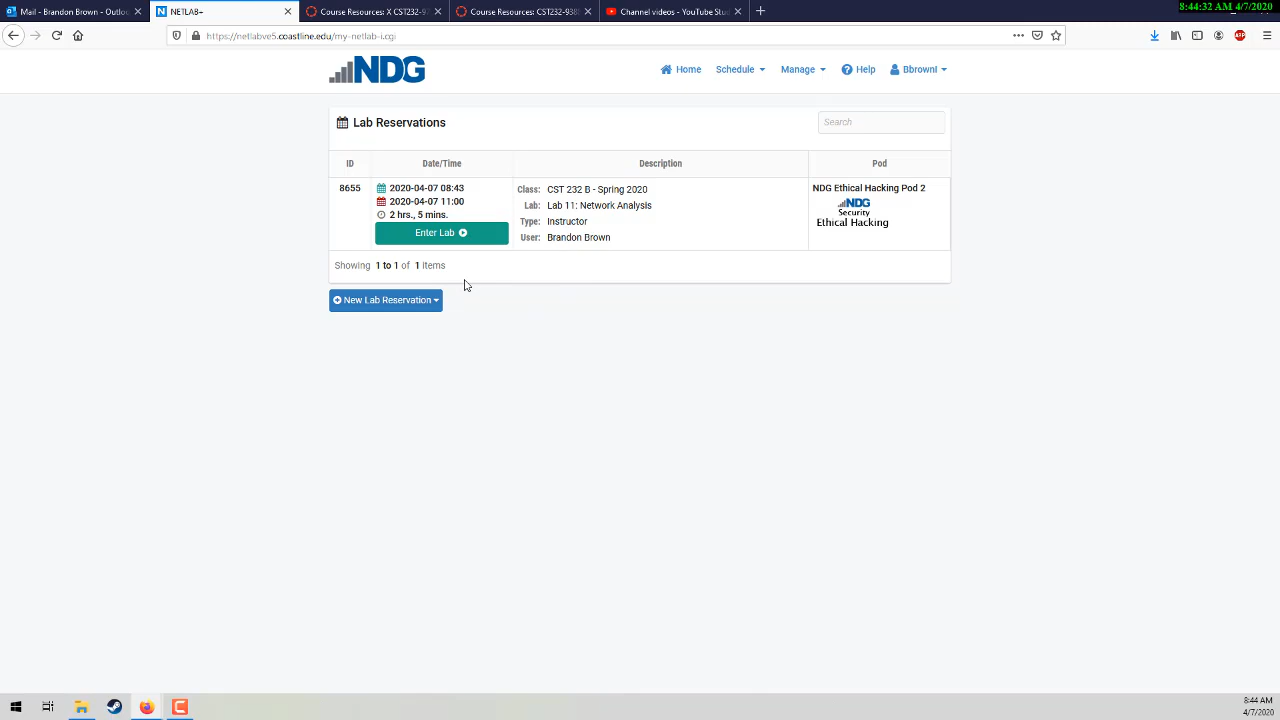 8:44:32 AM 4/7/2020
Mail - Brandon Brown - Outloo
NETLAB+
Course Resources: X CST232-97
Course Resources: CST232-938
Channel videos - YouTube Stu
https://netlabve5.coastline.edu/my-netlab-i.cgi
NDG
Home
Schedule
Manage
Help
Bbrowni
Lab Reservations
Search
ID
Date/Time
Description
Pod
8655
2020-04-07 08:43
2020-04-07 11:00
2 hrs., 5 mins.
Enter Lab
Class: CST 232 B - Spring 2020
Lab: Lab 11: Network Analysis
Type: Instructor
User: Brandon Brown
NDG Ethical Hacking Pod 2
NDG
Security
Ethical Hacking
Showing 1 to 1 of 1 items
New Lab Reservation
8:44 AM
4/7/2020